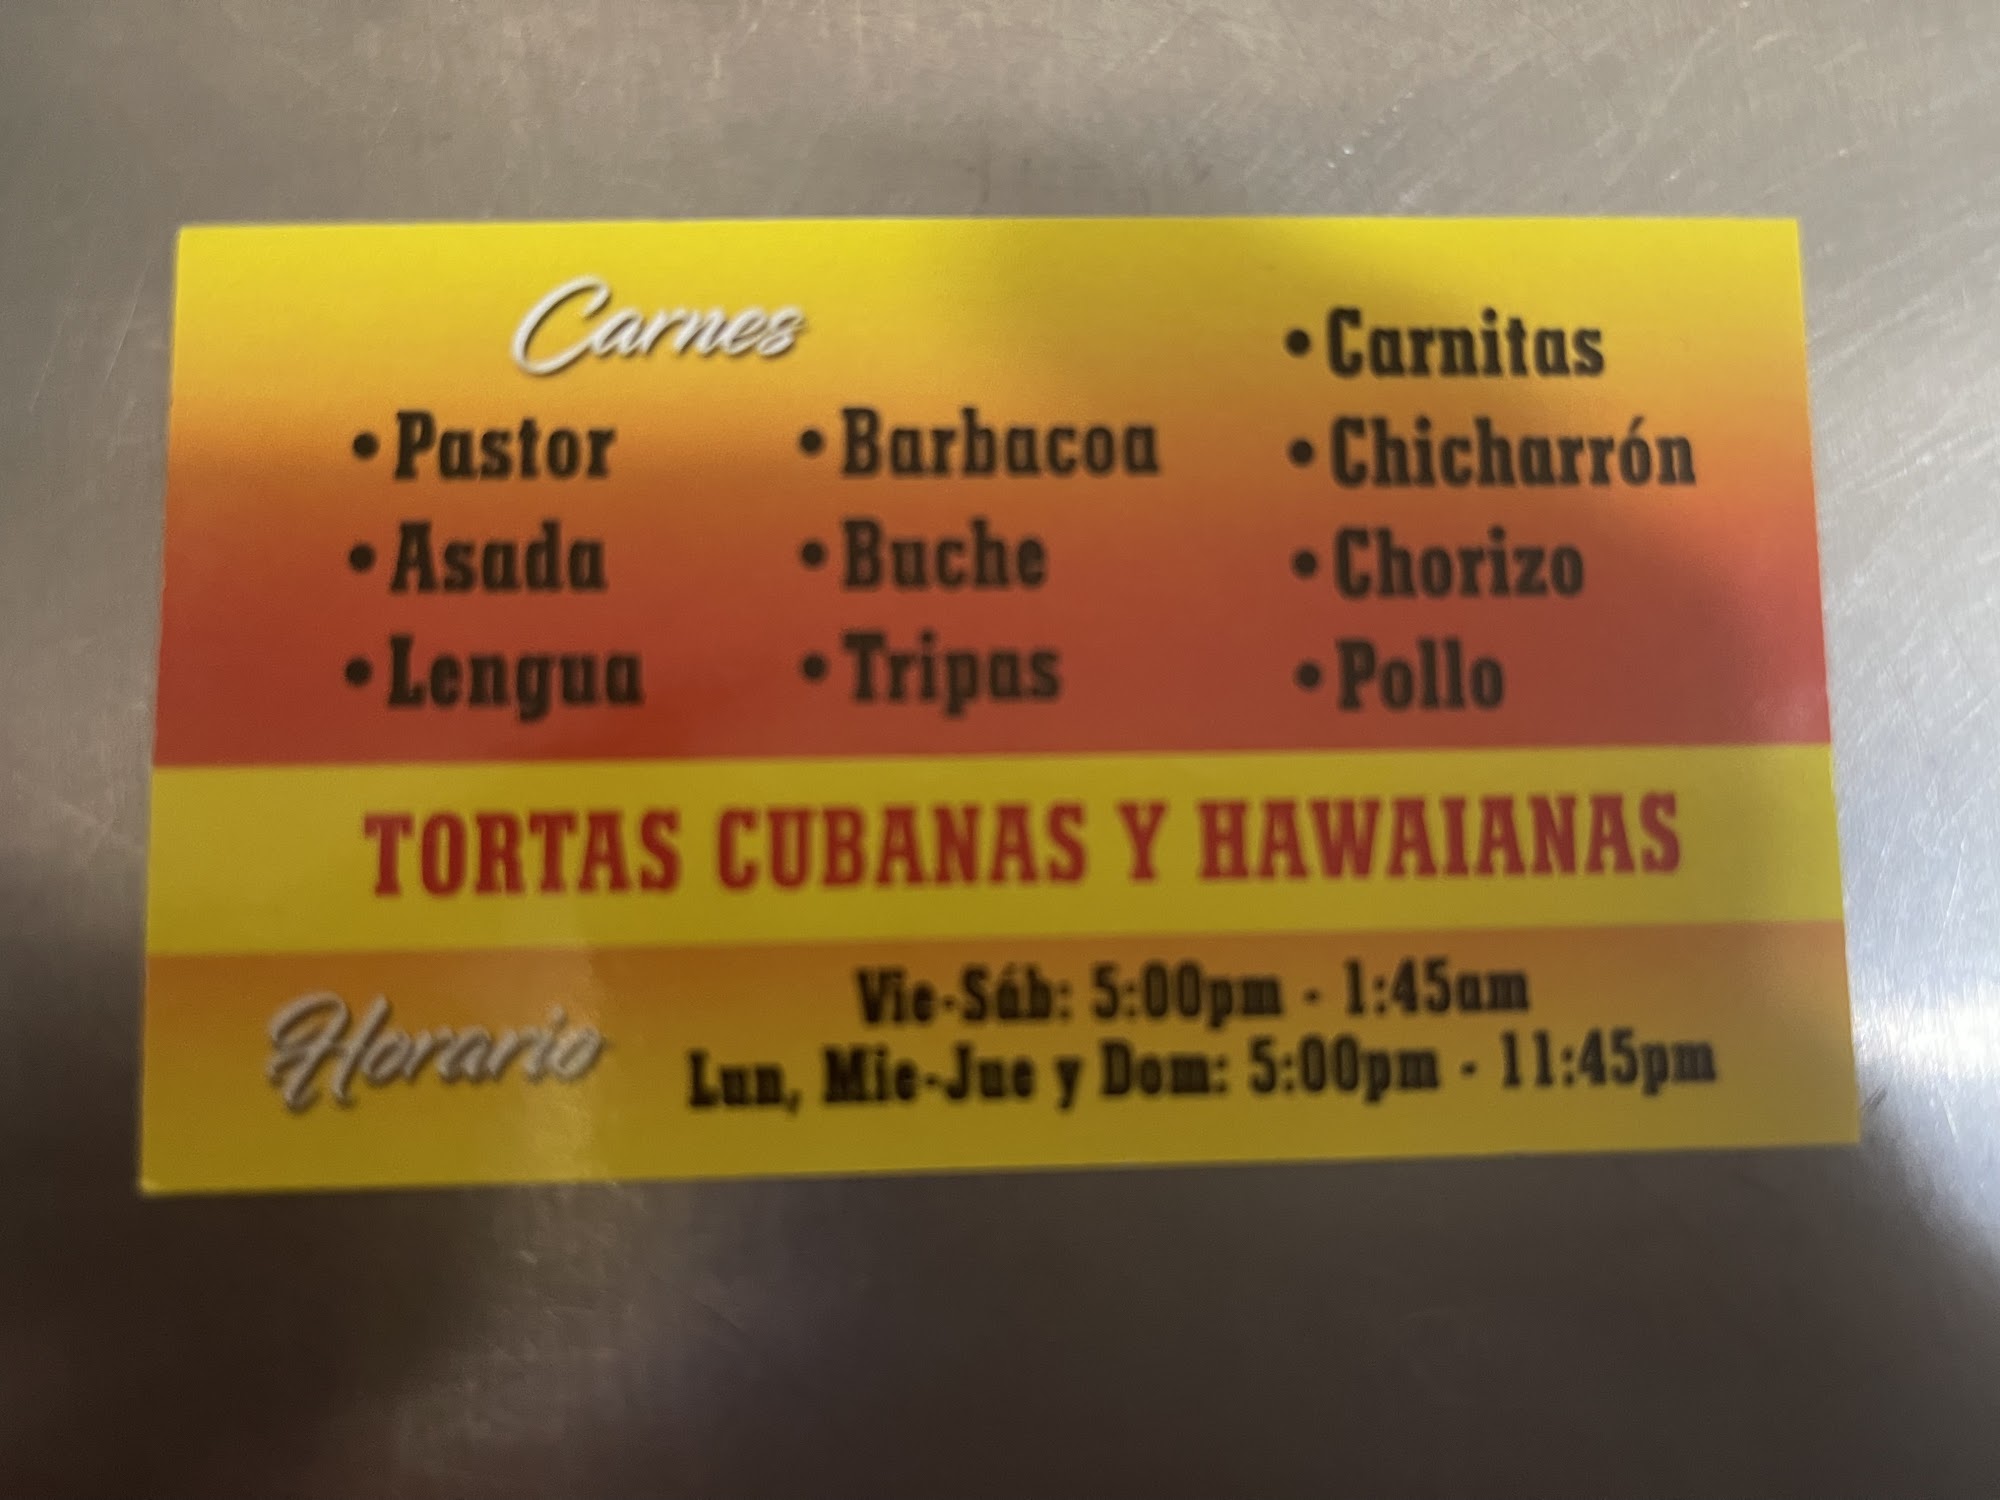 Carnes
• Pastor
• Asada
• Lengua
• Barbacoa
• Buche
• Tripas
• Carnitas
• Chicharrón
• Chorizo
• Pollo
TORTAS CUBANAS Y HAWAIANAS
Horario
Vie-Sáb: 5:00pm - 1:45am
Lun, Mie-Jue y Dom: 5:00pm - 11:45pm